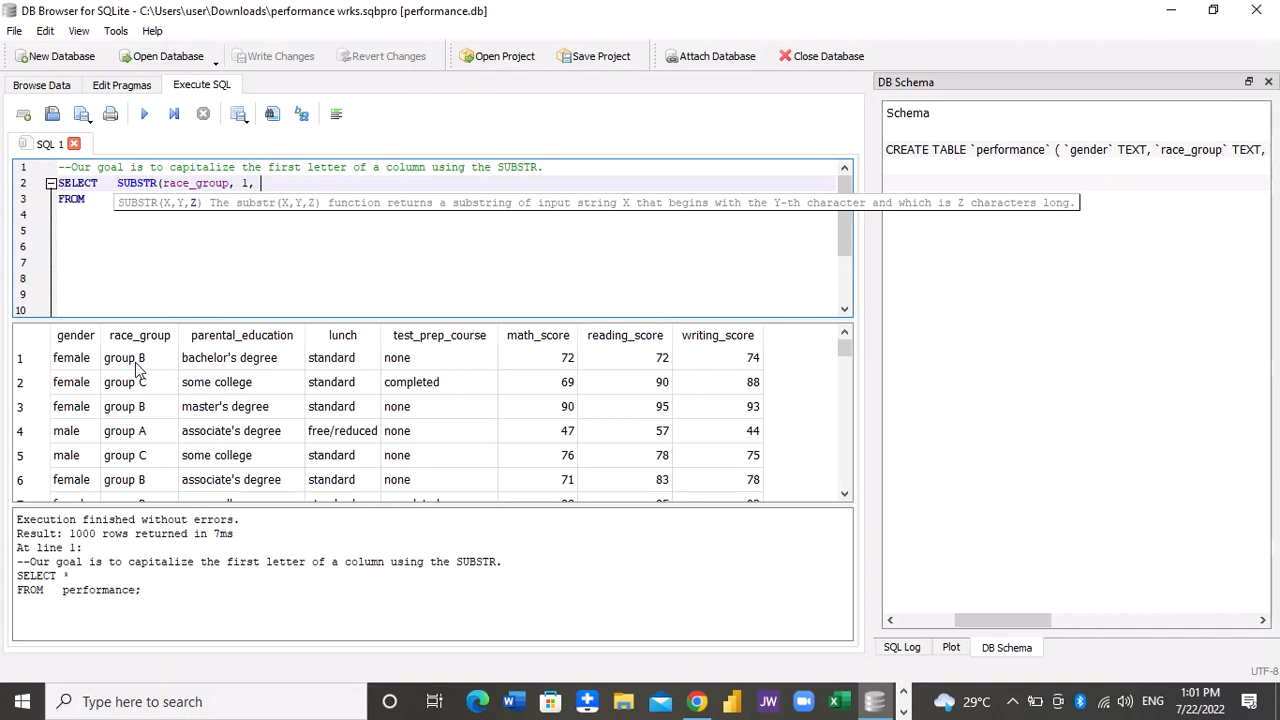 DB Browser for SQLite - C:\Users\user\Downloads\performance wrks.sqbpro [performance.db]
File Edit View Tools Help
New Database Open Database Write Changes Revert Changes Open Project Save Project Attach Database Close Database
Browse Data Edit Pragmas Execute SQL
DB Schema
SQL 1
Schema
CREATE TABLE `performance` ( `gender` TEXT, `race_group` TEXT,
1 --Our goal is to capitalize the first letter of a column using the SUBSTR.
2 SELECT SUBSTR(race_group, 1,
3 FROM
SUBSTR(X,Y,Z) The substr(X,Y,Z) function returns a substring of input string X that begins with the Y-th character and which is Z characters long.
4
5
6
7
8
9
10
gender race_group parental_education lunch test_prep_course math_score reading_score writing_score
1 female group B bachelor's degree standard none 72 72 74
2 female group C some college standard completed 69 90 88
3 female group B master's degree standard none 90 95 93
4 male group A associate's degree free/reduced none 47 57 44
5 male group C some college standard none 76 78 75
6 female group B associate's degree standard none 71 83 78
Execution finished without errors.
Result: 1000 rows returned in 7ms
At line 1:
--Our goal is to capitalize the first letter of a column using the SUBSTR.
SELECT *
FROM performance;
SQL Log Plot DB Schema
UTF-8
Type here to search
JW
29°C
ENG
1:01 PM
7/22/2022